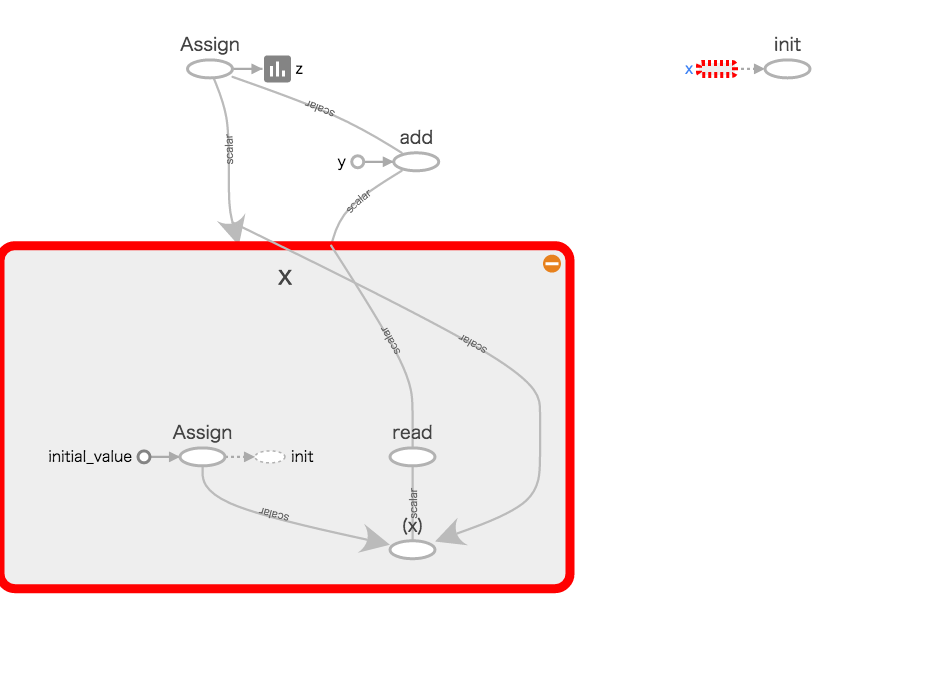 Assign
z
x
init
scalar
scalar
add
y
scalar
x
scalar
scalar
Assign
read
initial_value
init
scalar
scalar
(x)